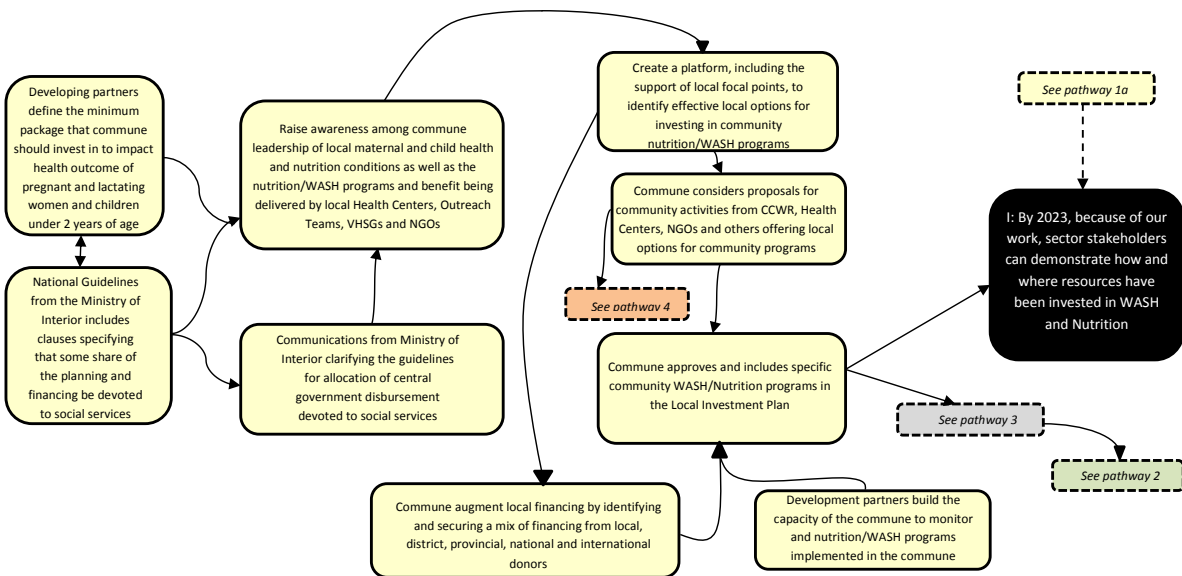 Developing partners
define the minimum
package that commune
should invest in to impact
health outcome of
pregnant and lactating
women and children
under 2 years of age
National Guidelines
from the Ministry of
Interior includes
clauses specifying
that some share of
the planning and
financing be devoted
to social services
Raise awareness among commune
leadership of local maternal and child health
and nutrition conditions as well as the
nutrition/WASH programs and benefit being
delivered by local Health Centers, Outreach
Teams, VHSGs and NGOs
Communications from Ministry of
Interior clarifying the guidelines
for allocation of central
government disbursement
devoted to social services
Create a platform, including the
support of local focal points, to
identify effective local options for
investing in community
nutrition/WASH programs
Commune considers proposals for
community activities from CCWR, Health
Centers, NGOs and others offering local
options for community programs
See pathway 4
Commune approves and includes specific
community WASH/Nutrition programs in
the Local Investment Plan
Commune augment local financing by identifying
and securing a mix of financing from local,
district, provincial, national and international
donors
Development partners build the
capacity of the commune to monitor
and nutrition/WASH programs
implemented in the commune
See pathway 1a
I: By 2023, because of our
work, sector stakeholders
can demonstrate how and
where resources have
been invested in WASH
and Nutrition
See pathway 3
See pathway 2